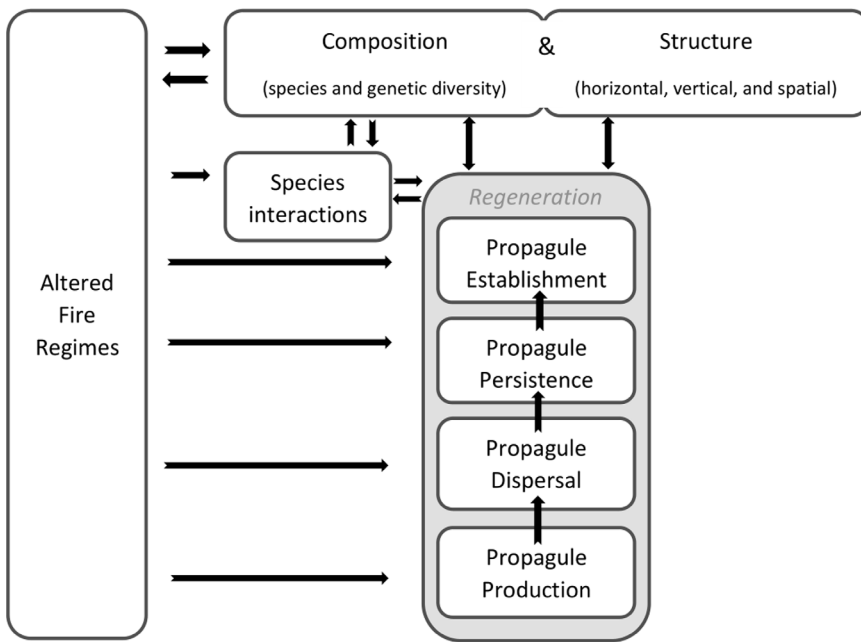 Composition & Structure
(species and genetic diversity) (horizontal, vertical, and spatial)
Species
interactions
Regeneration
Altered
Fire
Regimes
Propagule
Establishment
Propagule
Persistence
Propagule
Dispersal
Propagule
Production